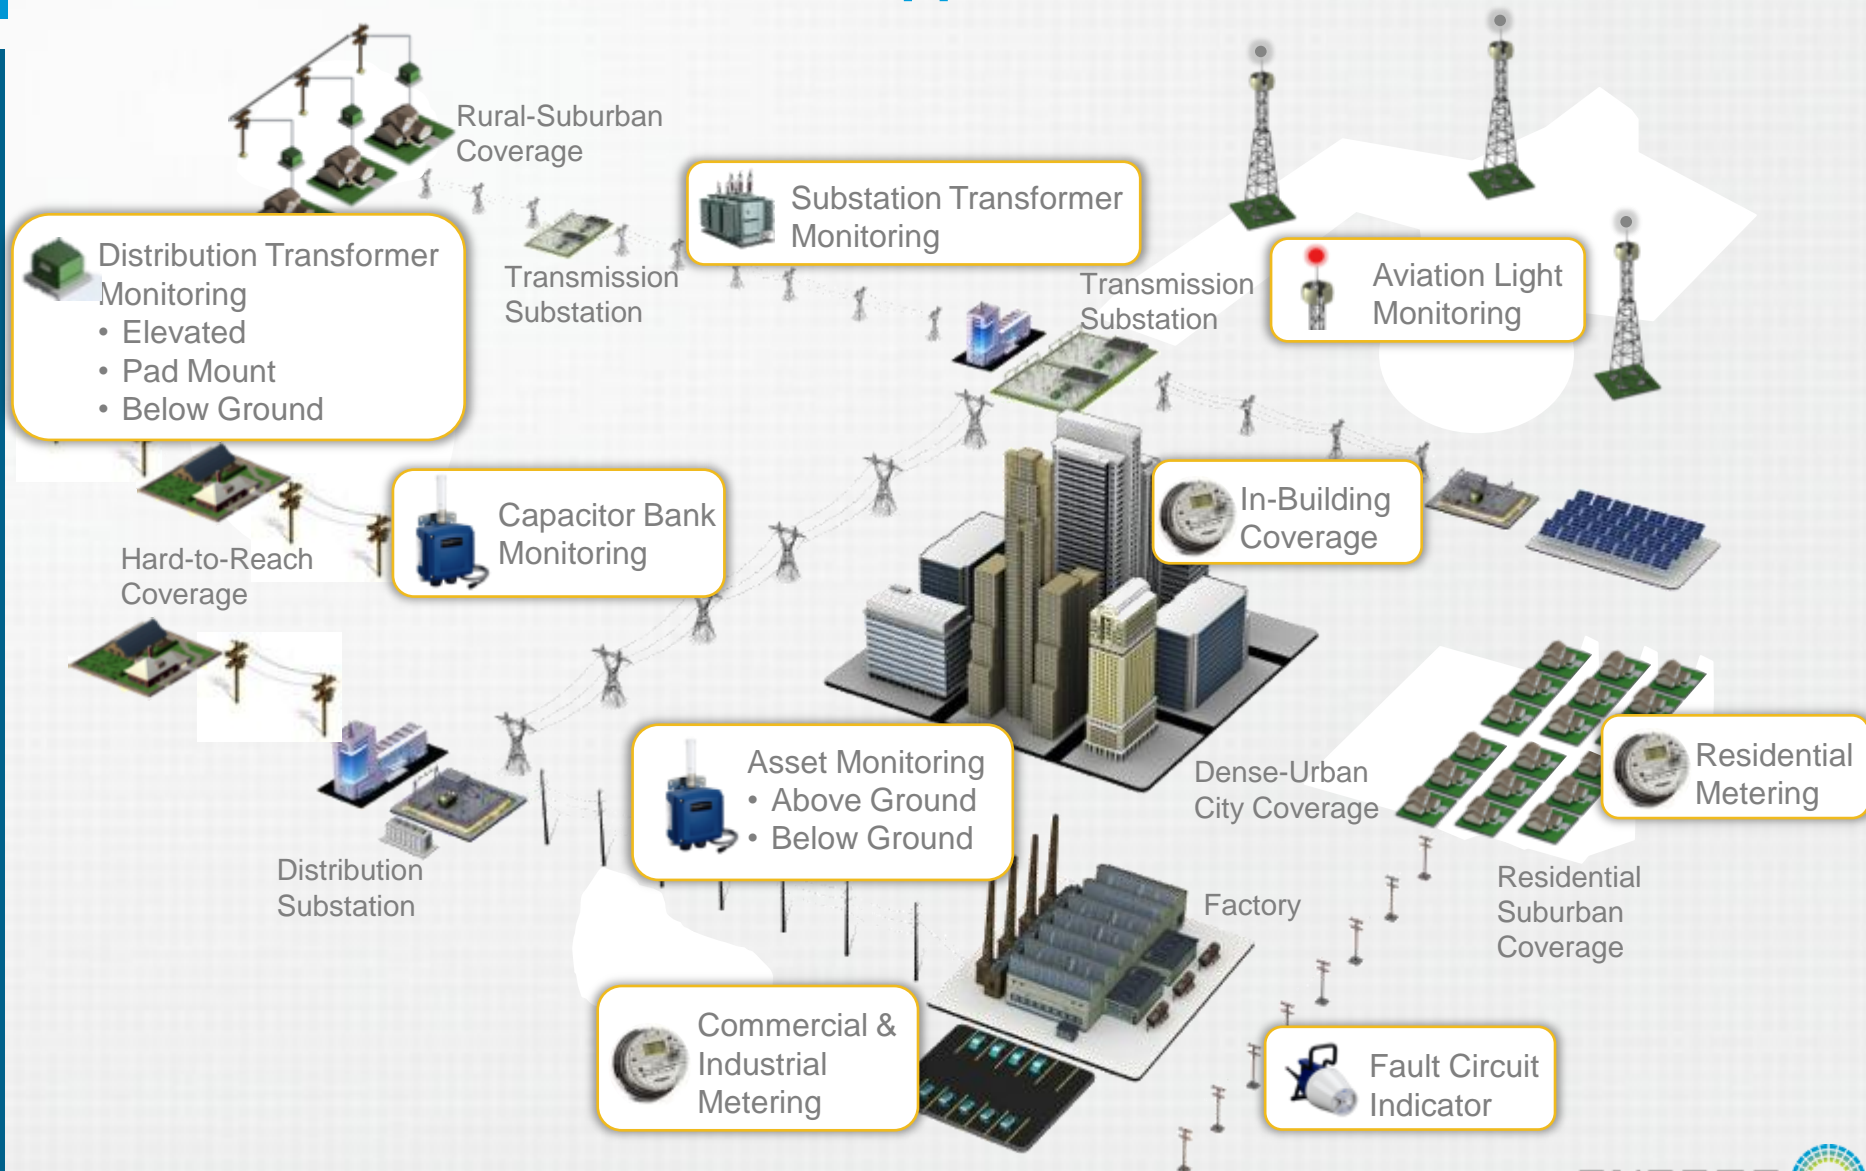 Rural-Suburban
Coverage
Substation Transformer
Monitoring
Distribution Transformer
Monitoring
• Elevated
• Pad Mount
• Below Ground
Transmission
Substation
Transmission
Substation
Aviation Light
Monitoring
Capacitor Bank
Monitoring
In-Building
Coverage
Hard-to-Reach
Coverage
Asset Monitoring
• Above Ground
• Below Ground
Dense-Urban
City Coverage
Residential
Metering
Distribution
Substation
Factory
Residential
Suburban
Coverage
Commercial &
Industrial
Metering
Fault Circuit
Indicator